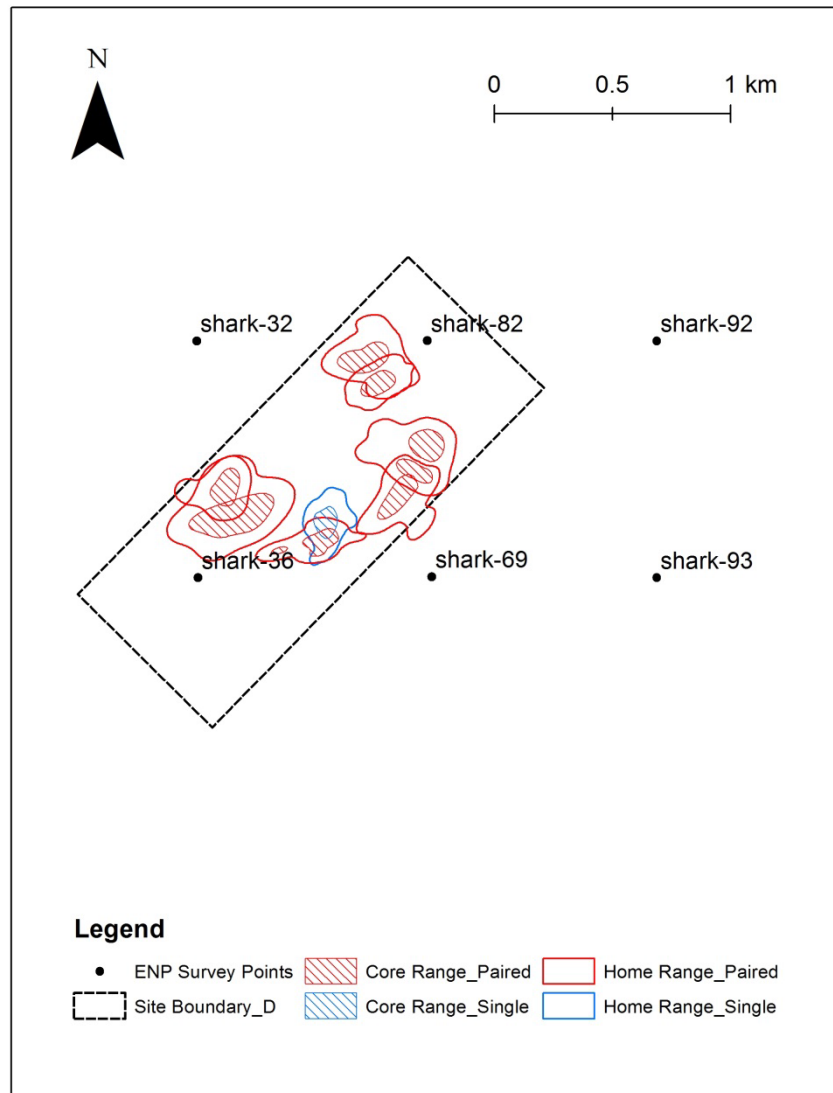 N
0 0.5 1 km
shark-32 shark-82 shark-92
shark-36 shark-69 shark-93
Legend
ENP Survey Points Core Range_Paired Home Range_Paired
Site Boundary_D Core Range_Single Home Range_Single